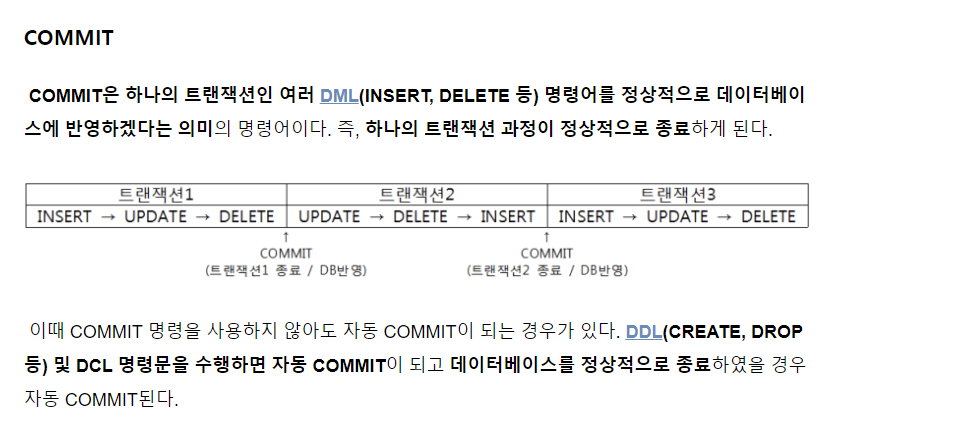 COMMIT
COMMIT은 하나의 트랜잭션인 여러 DML(INSERT, DELETE 등) 명령어를 정상적으로 데이터베이
스에 반영하겠다는 의미의 명령어이다. 즉, 하나의 트랜잭션 과정이 정상적으로 종료하게 된다.
트랜잭션1 트랜잭션2 트랜잭션3
INSERT → UPDATE → DELETE UPDATE → DELETE → INSERT INSERT → UPDATE → DELETE
↑ ↑
COMMIT COMMIT
(트랜잭션1 종료 / DB반영) (트랜잭션2 종료 / DB반영)
이때 COMMIT 명령을 사용하지 않아도 자동 COMMIT이 되는 경우가 있다. DDL(CREATE, DROP
등) 및 DCL 명령문을 수행하면 자동 COMMIT이 되고 데이터베이스를 정상적으로 종료하였을 경우
자동 COMMIT된다.